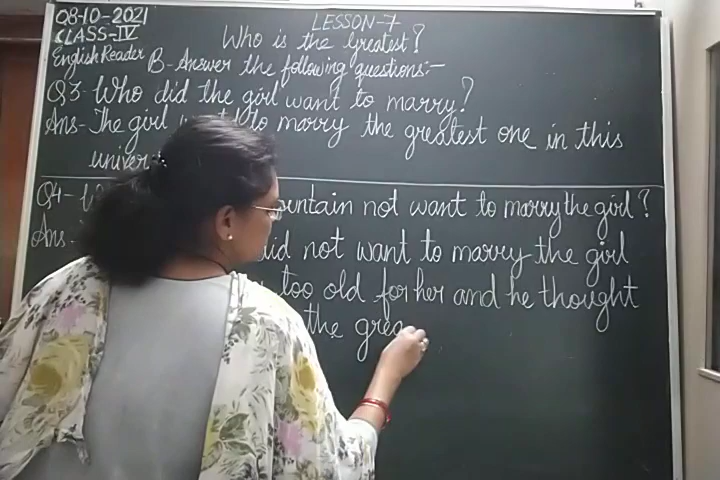 08-10-2021
CLASS-IV
English Reader
LESSON-7
Who is the Greatest?
B-Answer the following questions:-
Q3-Who did the girl want to marry?
Ans-The girl to marry the greatest one in this
Q4- not want to marry the girl?
Ans- did not want to marry the girl
too old for her and he thought
the grea